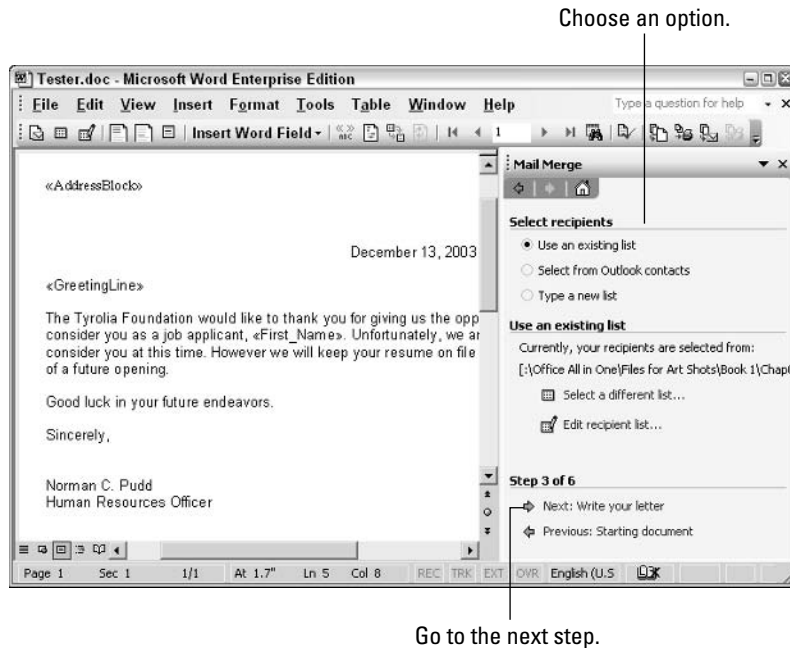 Choose an option.
Tester.doc - Microsoft Word Enterprise Edition
File Edit View Insert Format Tools Table Window Help Type a question for help
Insert Word Field 1
Mail Merge
«AddressBlock»
Select recipients
Use an existing list
December 13, 2003
Select from Outlook contacts
«GreetingLine»
Type a new list
The Tyrolia Foundation would like to thank you for giving us the opp
consider you as a job applicant, «First_Name». Unfortunately, we ar
consider you at this time. However we will keep your resume on file
of a future opening.
Good luck in your future endeavors.
Sincerely,
Norman C. Pudd
Human Resources Officer
Use an existing list
Currently, your recipients are selected from:
[:\Office All in One\Files for Art Shots\Book 1\Chap
Select a different list...
Edit recipient list...
Step 3 of 6
Next: Write your letter
Previous: Starting document
Page 1 Sec 1 1/1 At 1.7" Ln 5 Col 8 REC TRK EXT OVR English (U.S
Go to the next step.